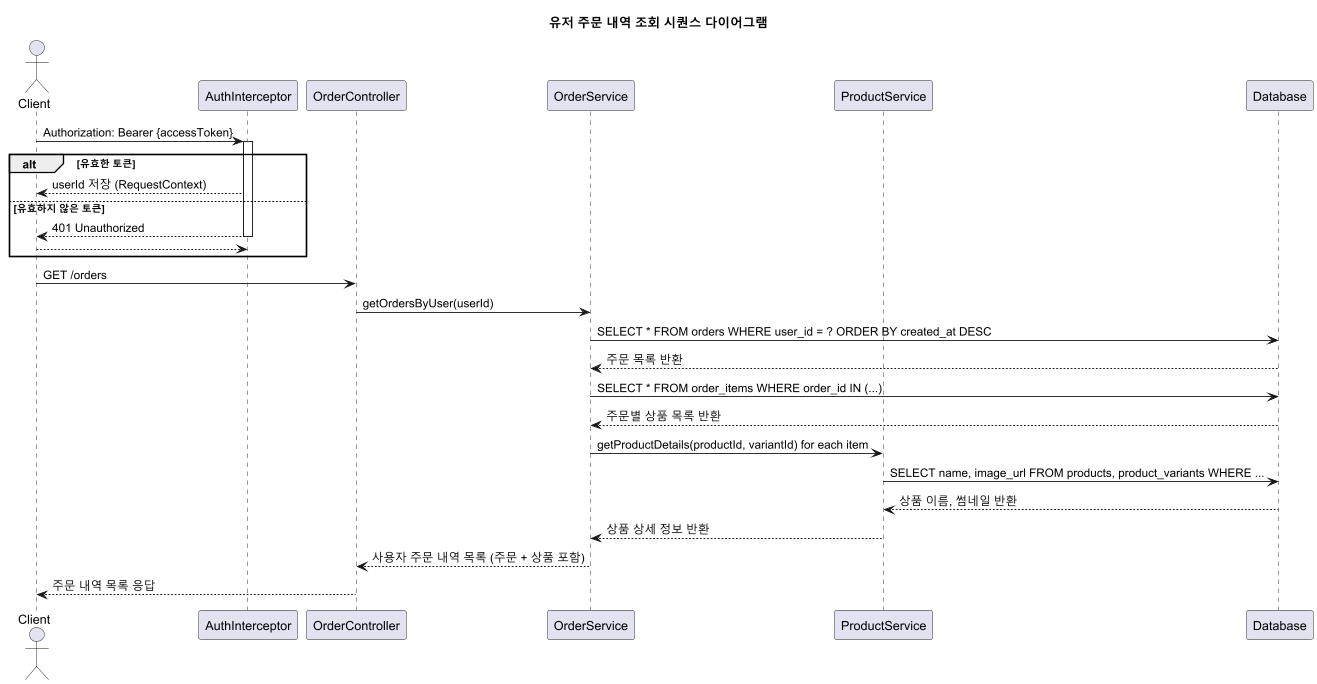 유저 주문 내역 조회 시퀀스 다이어그램
Client
AuthInterceptor
OrderController
OrderService
ProductService
Database
Authorization: Bearer {accessToken}
alt
[유효한 토큰]
userId 저장 (RequestContext)
[유효하지 않은 토큰]
401 Unauthorized
GET /orders
getOrdersByUser(userId)
SELECT * FROM orders WHERE user_id = ? ORDER BY created_at DESC
주문 목록 반환
SELECT * FROM order_items WHERE order_id IN (...)
주문별 상품 목록 반환
getProductDetails(productId, variantId) for each item
SELECT name, image_url FROM products, product_variants WHERE ...
상품 이름, 썸네일 반환
상품 상세 정보 반환
사용자 주문 내역 목록 (주문 + 상품 포함)
주문 내역 목록 응답
Client
AuthInterceptor
OrderController
OrderService
ProductService
Database